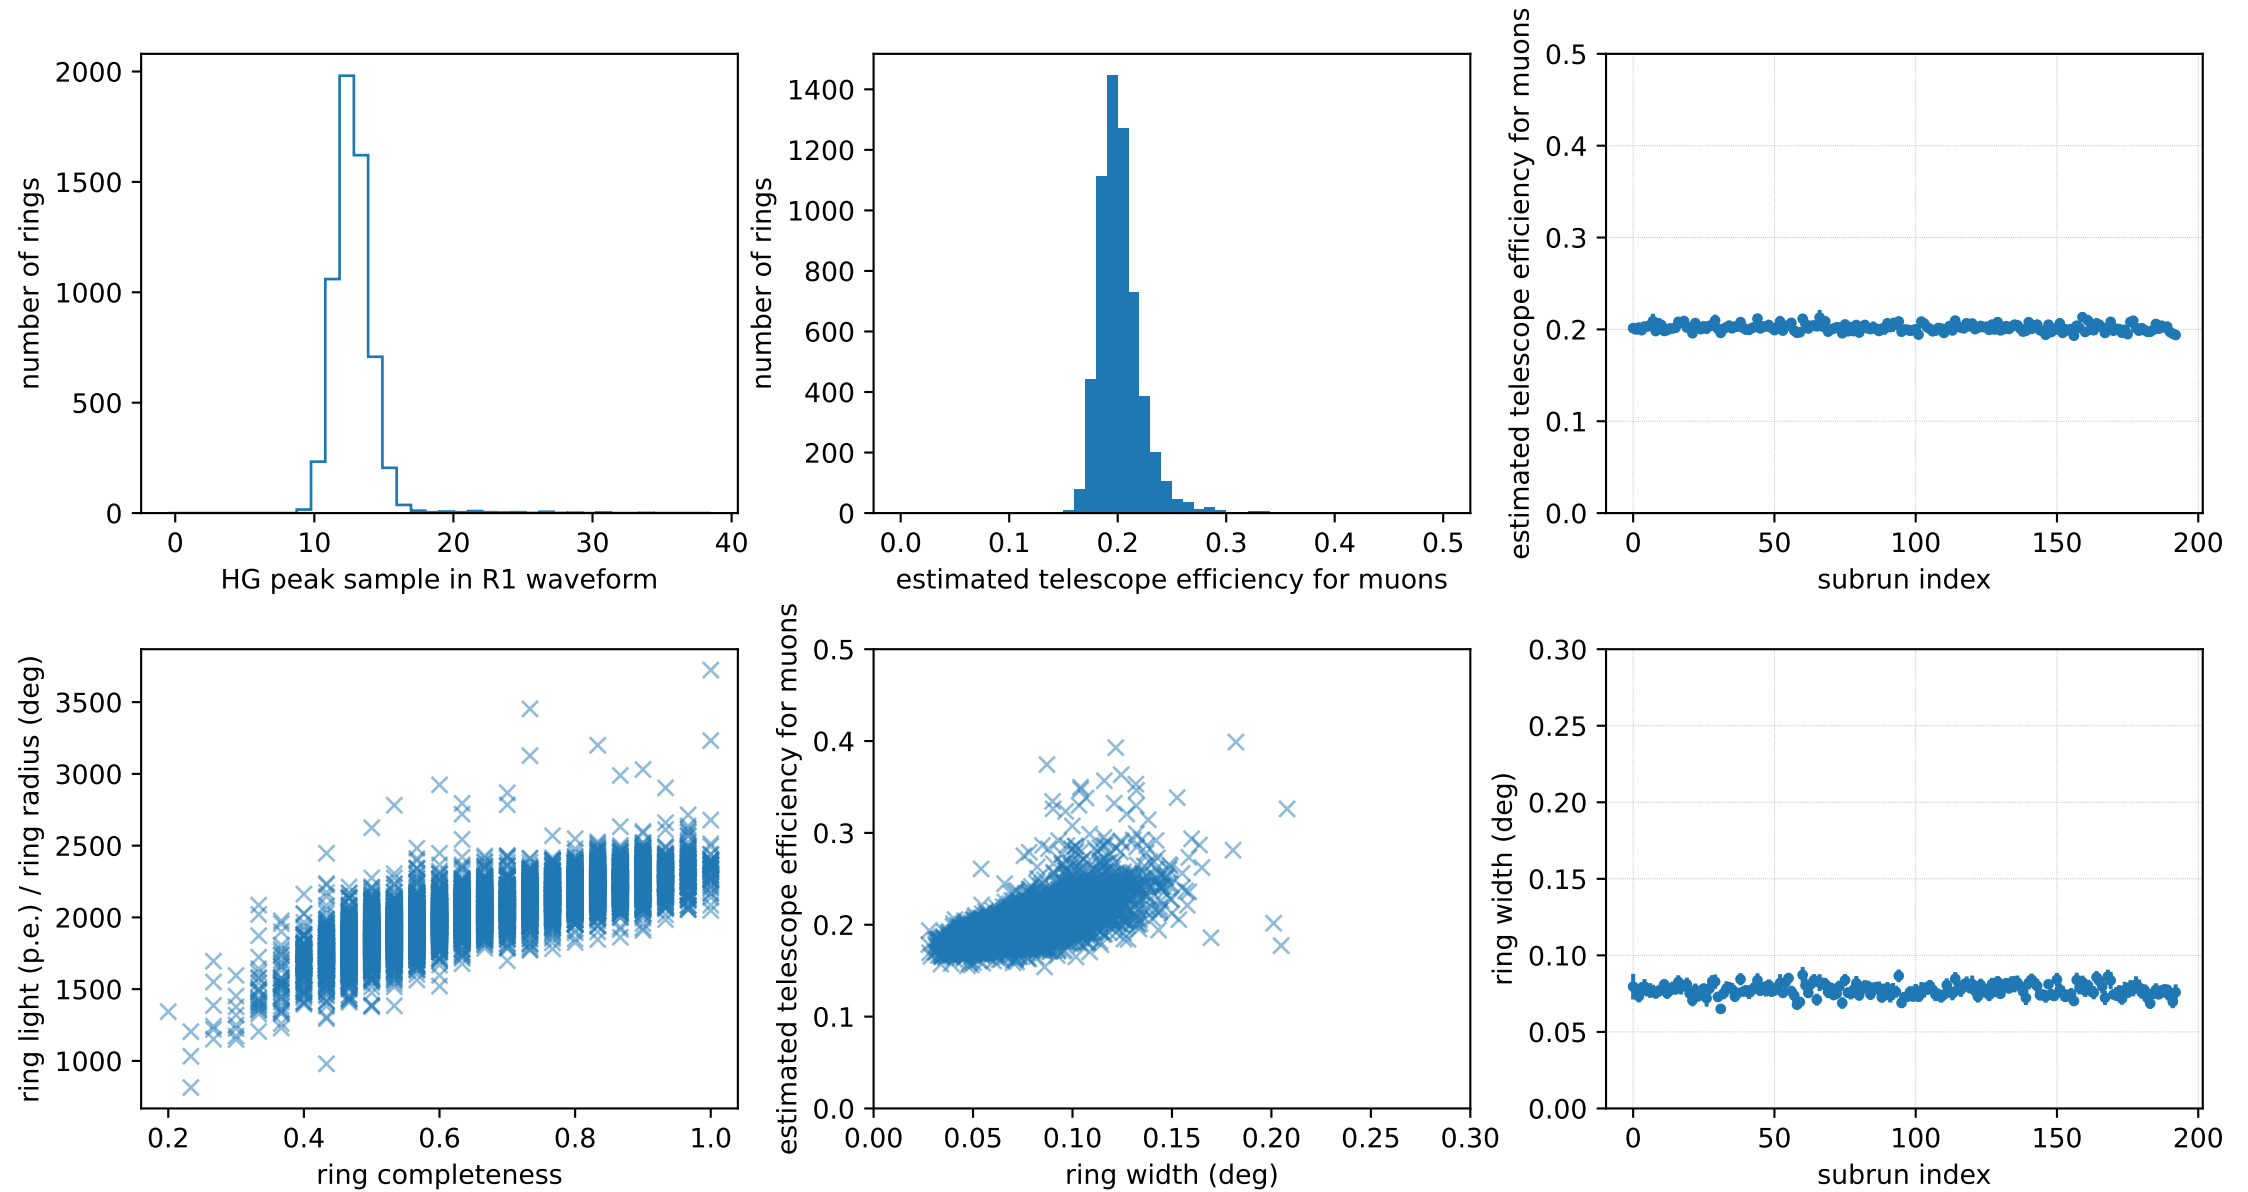 2000
1500
1000
500
0
number of rings
0 10 20 30 40
HG peak sample in R1 waveform
1400
1200
1000
800
600
400
200
0
number of rings
0.0 0.1 0.2 0.3 0.4 0.5
estimated telescope efficiency for muons
0.5
0.4
0.3
0.2
0.1
0.0
estimated telescope efficiency for muons
0 50 100 150 200
subrun index
3500
3000
2500
2000
1500
1000
ring light (p.e.) / ring radius (deg)
0.2 0.4 0.6 0.8 1.0
ring completeness
0.5
0.4
0.3
0.2
0.1
0.0
estimated telescope efficiency for muons
0.00 0.05 0.10 0.15 0.20 0.25 0.30
ring width (deg)
0.30
0.25
0.20
0.15
0.10
0.05
0.00
ring width (deg)
0 50 100 150 200
subrun index